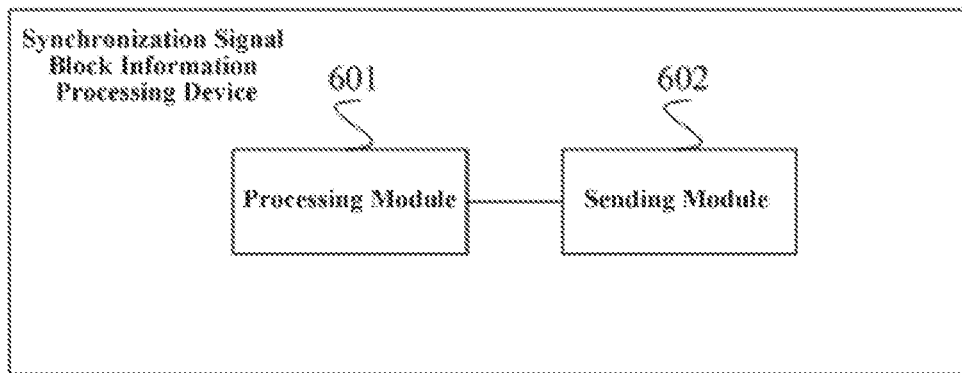 Synchronization Signal
Block Information
Processing Device
601
602
Processing Module
Sending Module